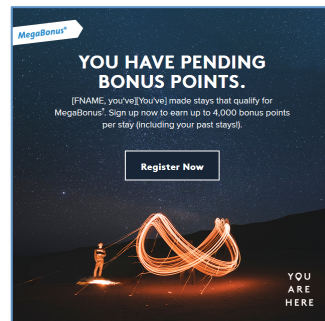 MegaBonus®
YOU HAVE PENDING
BONUS POINTS.
[FNAME, you've][You've] made stays that qualify for
MegaBonus®. Sign up now to earn up to 4,000 bonus points
per stay (including your past stays!).
Register Now
YOU
ARE
HERE